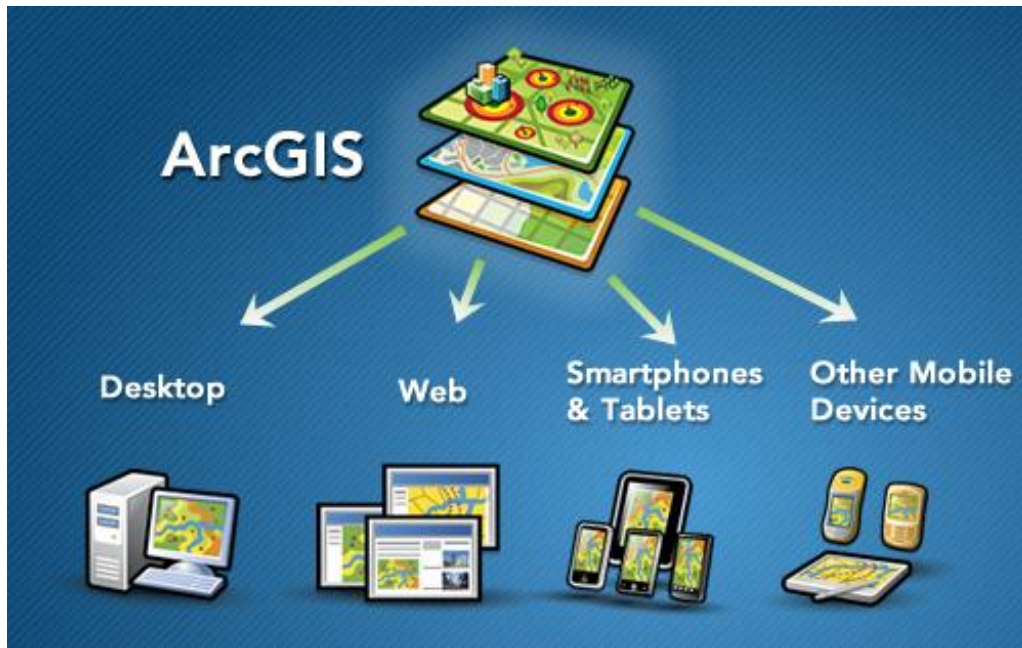 ArcGIS
Desktop
Web
Smartphones
& Tablets
Other Mobile
Devices